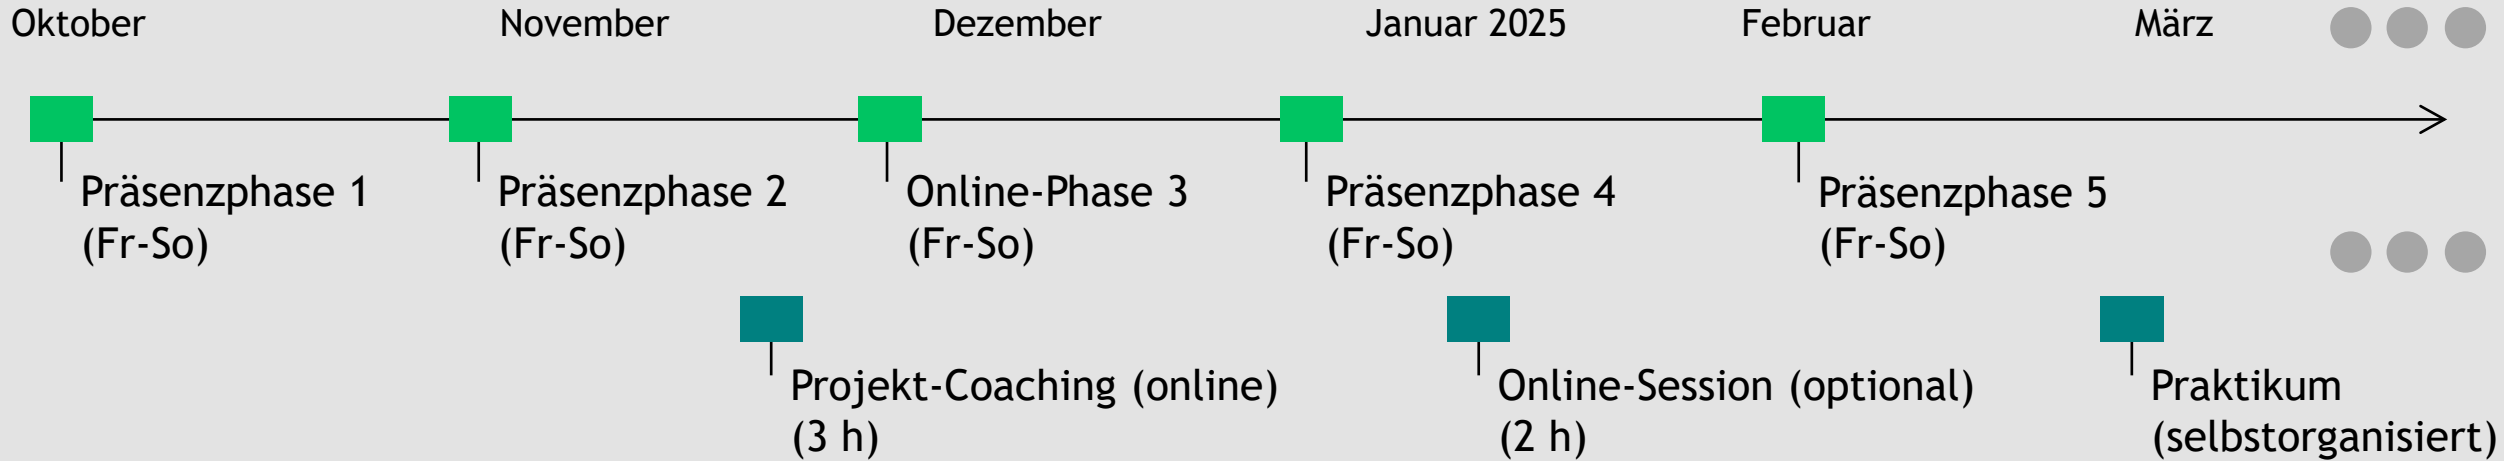 Oktober
November
Dezember
Januar 2025
Februar
März
Präsenzphase 1
(Fr-So)
Präsenzphase 2
(Fr-So)
Online-Phase 3
(Fr-So)
Präsenzphase 4
(Fr-So)
Präsenzphase 5
(Fr-So)
Projekt-Coaching (online)
(3 h)
Online-Session (optional)
(2 h)
Praktikum
(selbstorganisiert)